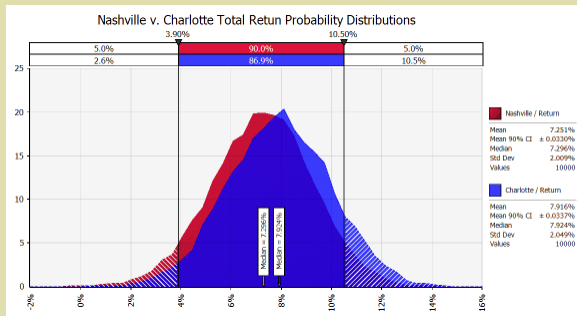 Nashville v. Charlotte Total Retun Probability Distributions
3.90% 10.50%
5.0% 90.0% 5.0%
2.6% 86.9% 10.5%
25
20
15
10
5
0
-2% 0% 2% 4% 6% 8% 10% 12% 14% 16%
Median = 7.296%
Median = 7.924%
Nashville / Return
Mean 7.251%
Mean 90% CI ± 0.0330%
Median 7.296%
Std Dev 2.009%
Values 10000
Charlotte / Return
Mean 7.916%
Mean 90% CI ± 0.0337%
Median 7.924%
Std Dev 2.049%
Values 10000